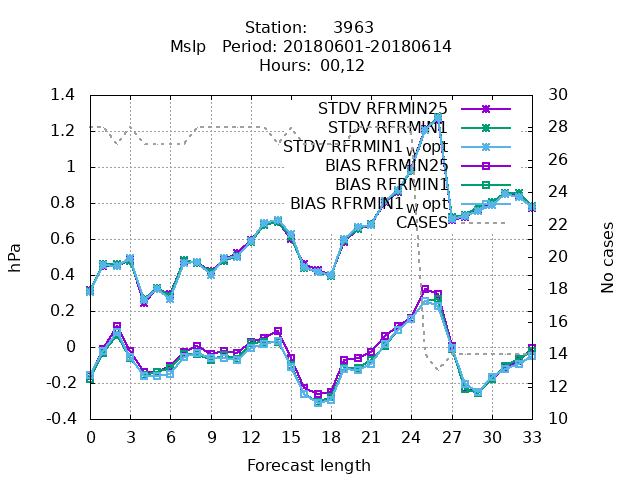 Station: 3963
Mslp Period: 20180601-20180614
Hours: 00,12
1.4
1.2
1
0.8
0.6
0.4
0.2
0
-0.2
-0.4
hPa
30
28
26
24
22
20
18
16
14
12
10
No cases
STDV RFRMIN25
STDV RFRMIN1
STDV RFRMIN1wopt
BIAS RFRMIN25
BIAS RFRMIN1
BIAS RFRMIN1wopt
CASES
0 3 6 9 12 15 18 21 24 27 30 33
Forecast length